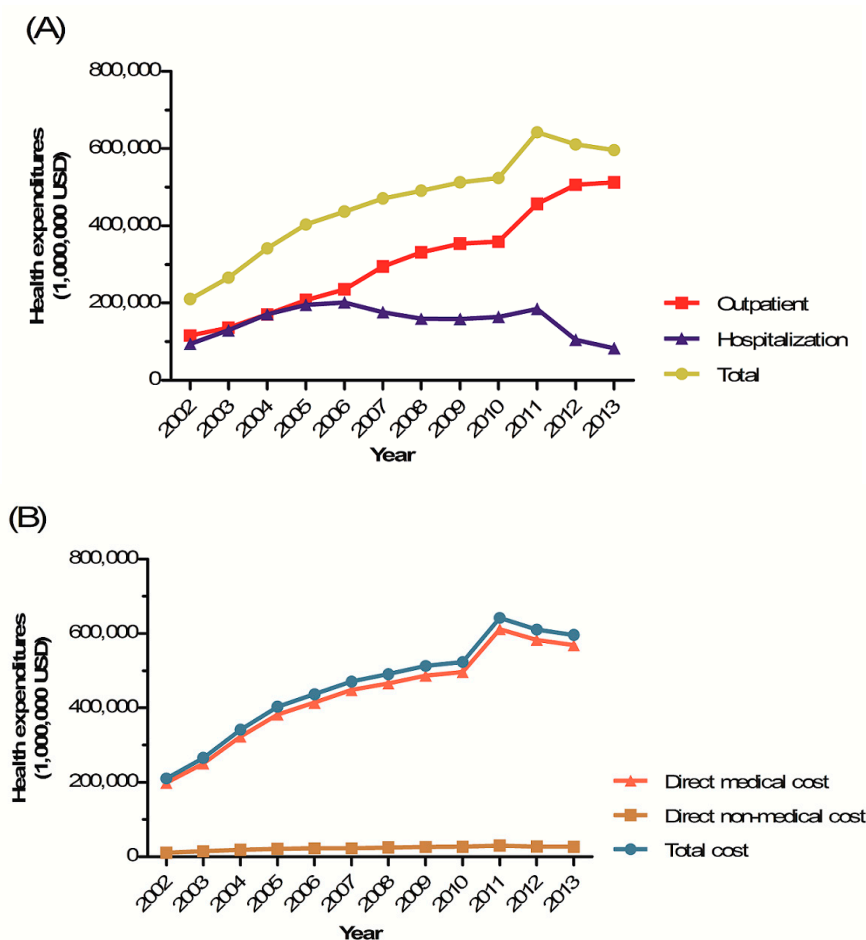 (A)
800,000
600,000
400,000
200,000
0
Health expenditures
(1,000,000 USD)
2002
2003
2004
2005
2006
2007
2008
2009
2010
2011
2012
2013
Year
Outpatient
Hospitalization
Total
(B)
800,000
600,000
400,000
200,000
0
Health expenditures
(1,000,000 USD)
2002
2003
2004
2005
2006
2007
2008
2009
2010
2011
2012
2013
Year
Direct medical cost
Direct non-medical cost
Total cost